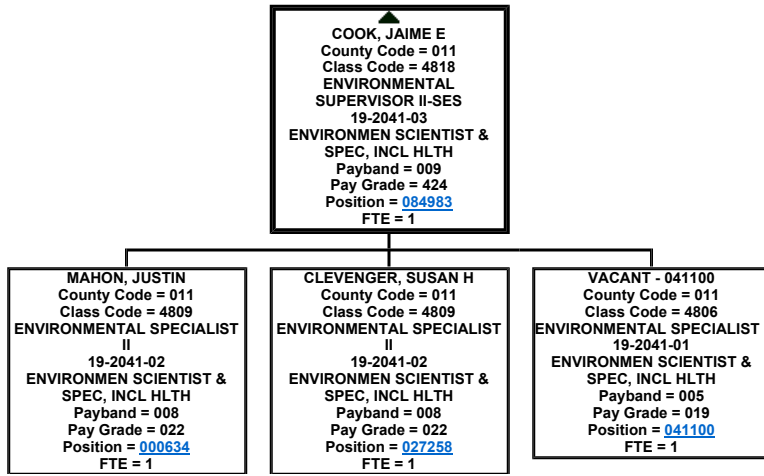 COOK, JAIME E
County Code = 011
Class Code = 4818
ENVIRONMENTAL
SUPERVISOR II-SES
19-2041-03
ENVIRONMEN SCIENTIST &
SPEC, INCL HLTH
Payband = 009
Pay Grade = 424
Position = 084983
FTE = 1
MAHON, JUSTIN
County Code = 011
Class Code = 4809
ENVIRONMENTAL SPECIALIST
II
19-2041-02
ENVIRONMEN SCIENTIST &
SPEC, INCL HLTH
Payband = 008
Pay Grade = 022
Position = 000634
FTE = 1
CLEVENGER, SUSAN H
County Code = 011
Class Code = 4809
ENVIRONMENTAL SPECIALIST
II
19-2041-02
ENVIRONMEN SCIENTIST &
SPEC, INCL HLTH
Payband = 008
Pay Grade = 022
Position = 027258
FTE = 1
VACANT - 041100
County Code = 011
Class Code = 4806
ENVIRONMENTAL SPECIALIST I
19-2041-01
ENVIRONMEN SCIENTIST &
SPEC, INCL HLTH
Payband = 005
Pay Grade = 019
Position = 041100
FTE = 1